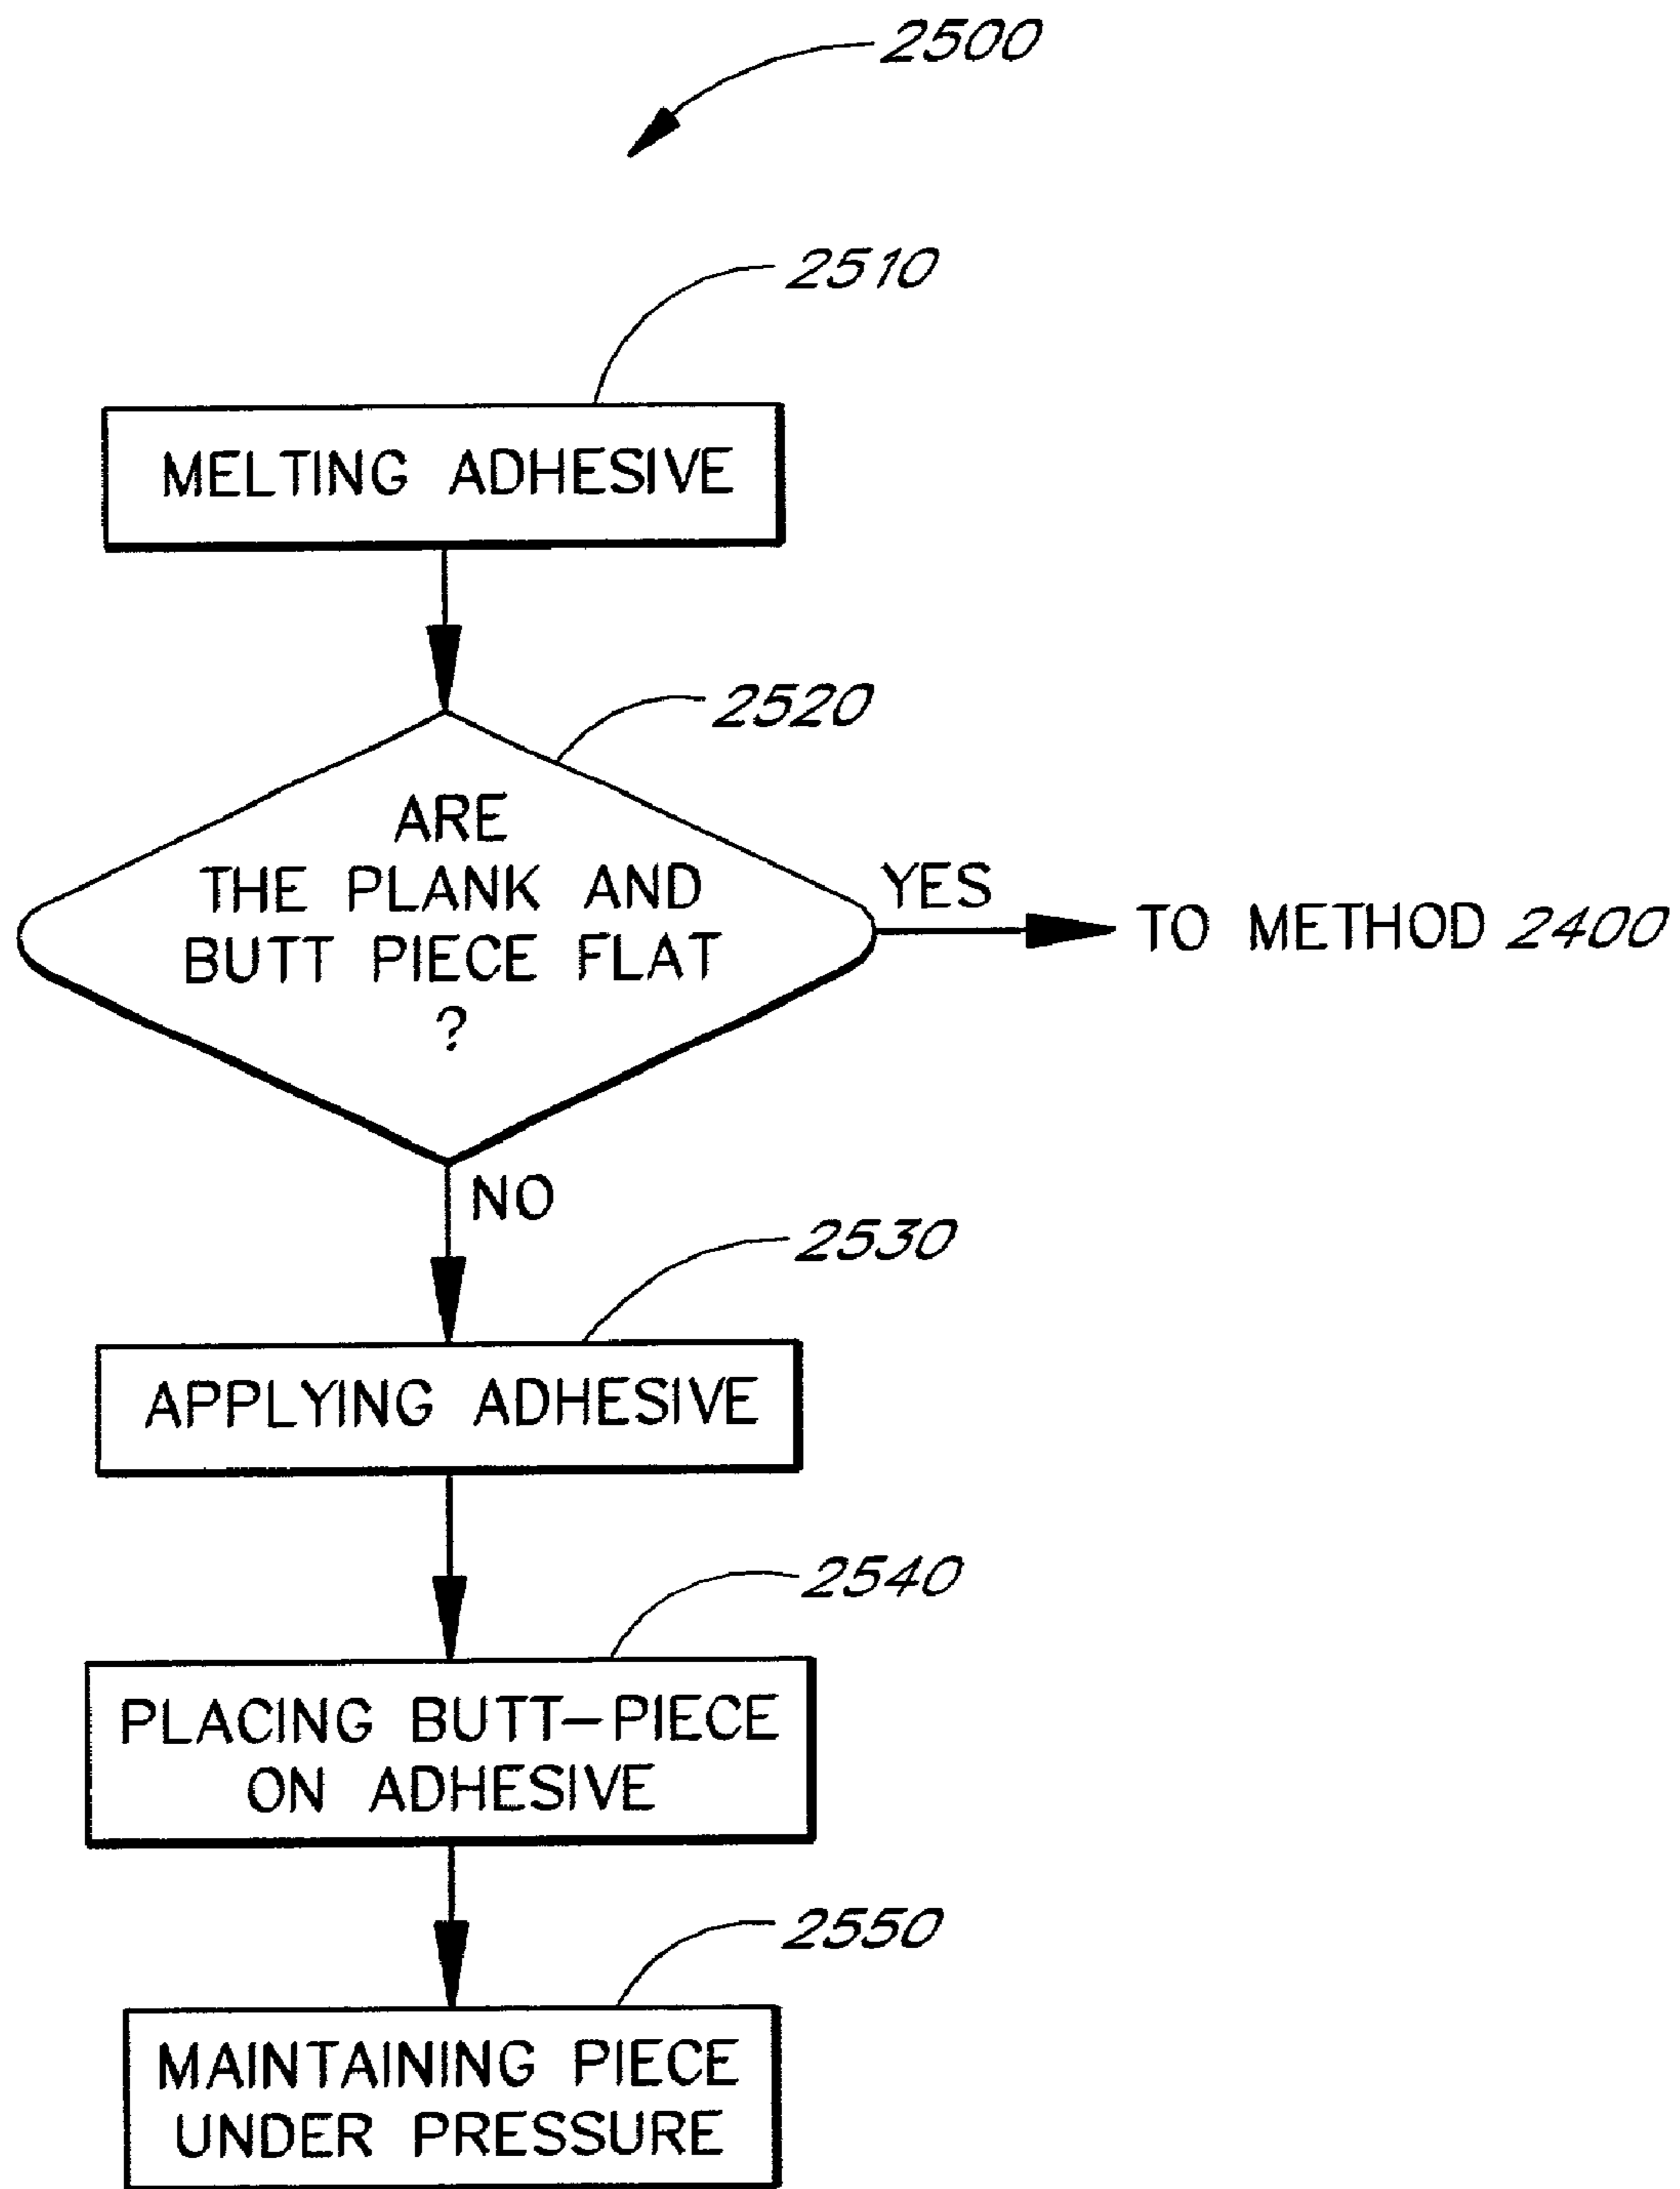 2500
2510
MELTING ADHESIVE
2520
ARE
THE PLANK AND
BUTT PIECE FLAT
?
YES
TO METHOD 2400
NO
2530
APPLYING ADHESIVE
2540
PLACING BUTT-PIECE
ON ADHESIVE
2550
MAINTAINING PIECE
UNDER PRESSURE